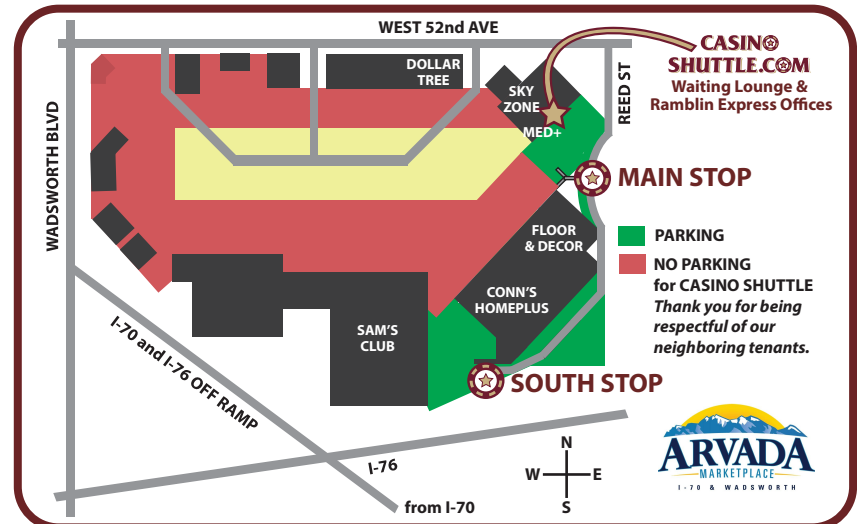 WEST 52nd AVE
CASINO
SHUTTLE.COM
Waiting Lounge &
Ramblin Express Offices
DOLLAR
TREE
SKY
ZONE
MED+
REED ST
WADSWORTH BLVD
MAIN STOP
FLOOR
& DECOR
PARKING
NO PARKING
for CASINO SHUTTLE
Thank you for being
respectful of our
neighboring tenants.
CONN'S
HOMEPLUS
SAM'S
CLUB
I-70 and I-76 OFF RAMP
SOUTH STOP
I-76
from I-70
N
W E
S
ARVADA
MARKETPLACE
I-70 & WADSWORTH